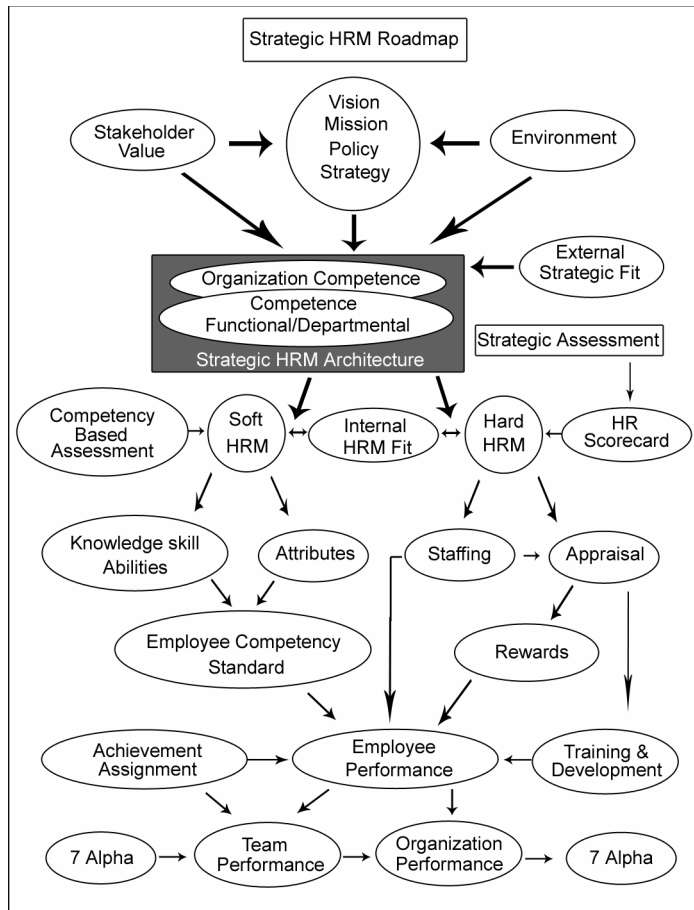 Strategic HRM Roadmap
Vision
Mission
Policy
Strategy
Stakeholder
Value
Environment
External
Strategic Fit
Organization Competence
Competence
Functional/Departmental
Strategic HRM Architecture
Strategic Assessment
Competency
Based
Assessment
Soft
HRM
Internal
HRM Fit
Hard
HRM
HR
Scorecard
Knowledge skill
Abilities
Attributes
Staffing
Appraisal
Employee Competency
Standard
Rewards
Achievement
Assignment
Employee
Performance
Training &
Development
7 Alpha
Team
Performance
Organization
Performance
7 Alpha